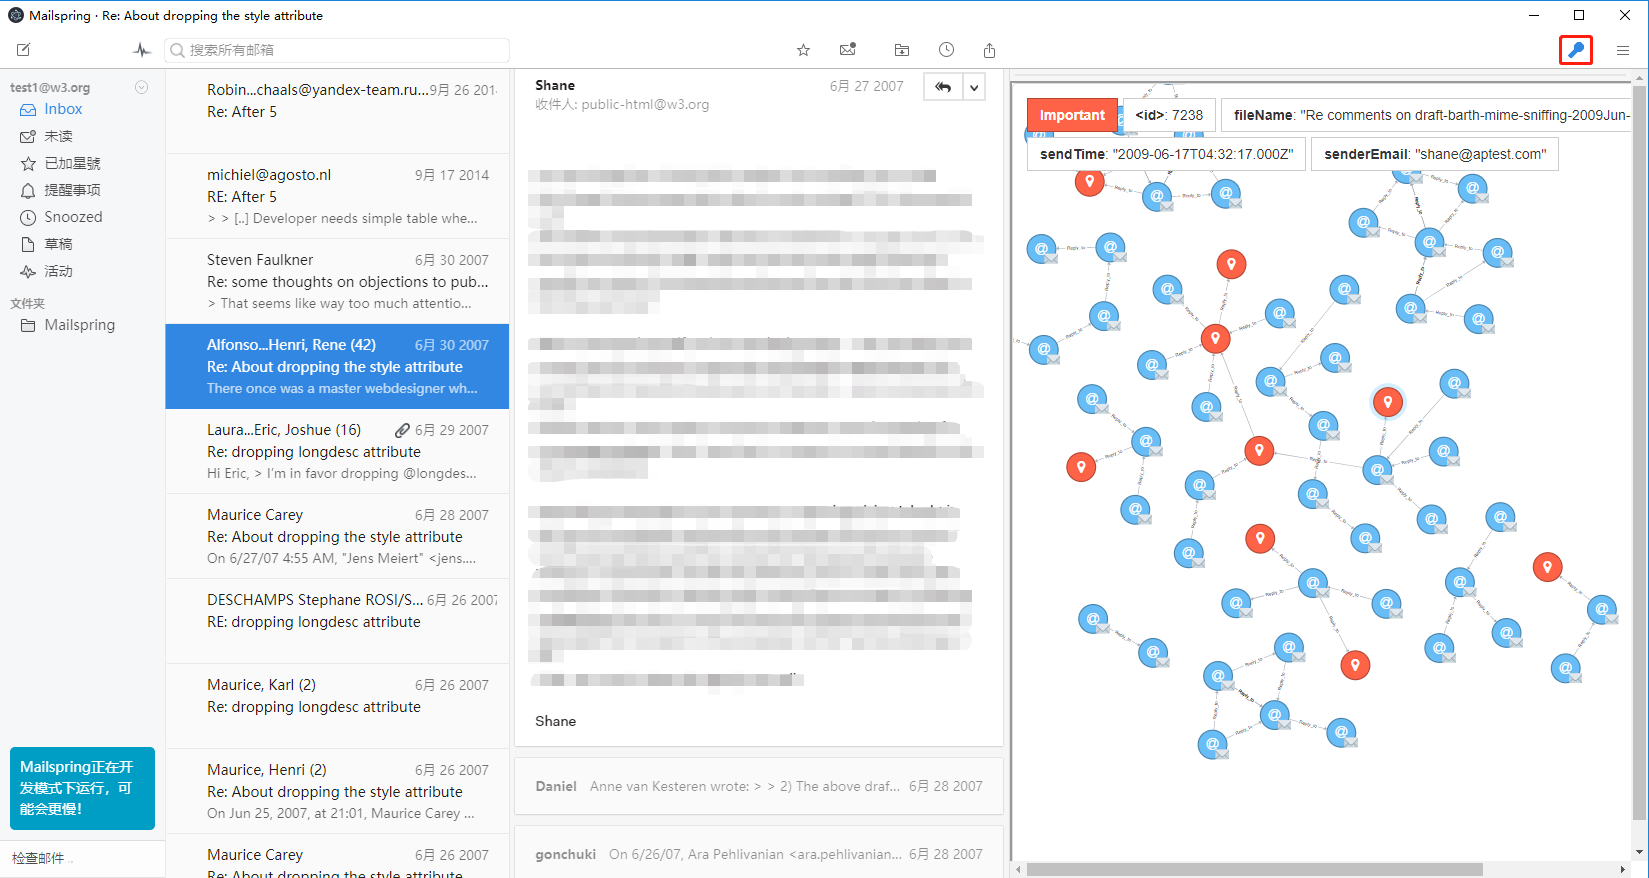 Mailspring · Re: About dropping the style attribute
搜索所有邮箱
test1@w3.org
Inbox
未读
已加星號
提醒事项
Snoozed
草稿
活动
文件夹
Mailspring
Mailspring正在开
发模式下运行，可
能会更慢！
检查邮件...
Robin...chaals@yandex-team.ru... 9月 26 2014
Re: After 5
michiel@agosto.nl 9月 17 2014
RE: After 5
> > [..] Developer needs simple table whe...
Steven Faulkner 6月 30 2007
Re: some thoughts on objections to pub...
> That seems like way too much attentio...
Alfonso...Henri, Rene (42) 6月 30 2007
Re: About dropping the style attribute
There once was a master webdesigner wh...
Laura...Eric, Joshue (16) 6月 29 2007
Re: dropping longdesc attribute
Hi Eric, > I'm in favor dropping @longdes...
Maurice Carey 6月 28 2007
Re: About dropping the style attribute
On 6/27/07 4:55 AM, "Jens Meiert" <jens....
DESCHAMPS Stephane ROSI/S... 6月 26 2007
RE: dropping longdesc attribute
Maurice, Karl (2) 6月 26 2007
Re: dropping longdesc attribute
Maurice, Henri (2) 6月 26 2007
Re: About dropping the style attribute
On Jun 25, 2007, at 21:01, Maurice Carey ...
Maurice Carey 6月 26 2007
Re: About dropping the style attribute
Shane 6月 27 2007
收件人: public-html@w3.org
Shane
Daniel Anne van Kesteren wrote: > > 2) The above draf... 6月 28 2007
gonchuki On 6/26/07, Ara Pehlivanian <ara.pehlivanian... 6月 28 2007
Important <id>: 7238 fileName: "Re comments on draft-barth-mime-sniffing-2009Jun-
sendTime: "2009-06-17T04:32:17.000Z" senderEmail: "shane@aptest.com"